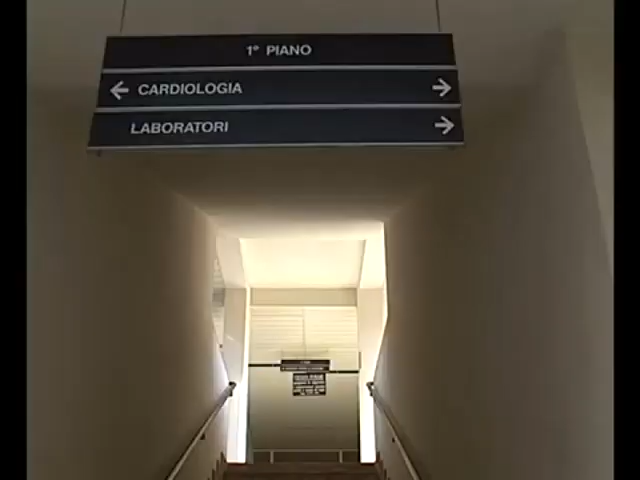 1° PIANO
← CARDIOLOGIA →
LABORATORI →